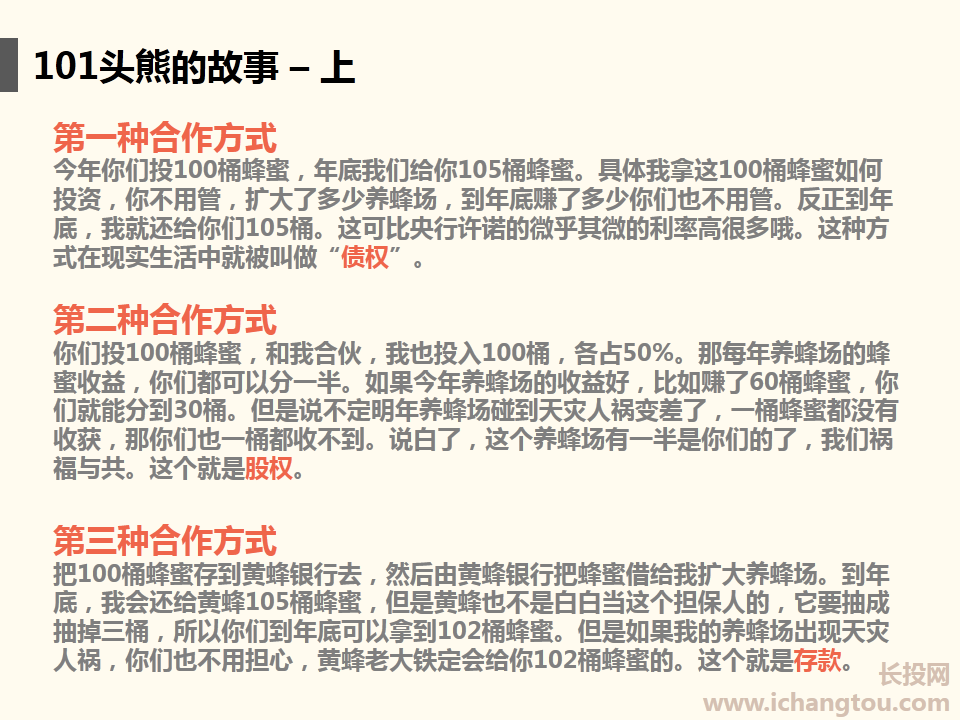 101头熊的故事 – 上
第一种合作方式
今年你们投100桶蜂蜜，年底我们给你105桶蜂蜜。具体我拿这100桶蜂蜜如何
投资，你不用管，扩大了多少养蜂场，到年底赚了多少你们也不用管。反正到年
底，我就还给你们105桶。这可比央行许诺的微乎其微的利率高很多哦。这种方
式在现实生活中就被叫做“债权”。
第二种合作方式
你们投100桶蜂蜜，和我合伙，我也投入100桶，各占50%。那每年养蜂场的蜂
蜜收益，你们都可以分一半。如果今年养蜂场的收益好，比如赚了60桶蜂蜜，你
们就能分到30桶。但是说不定明年养蜂场碰到天灾人祸变差了，一桶蜂蜜都没有
收获，那你们也一桶都收不到。说白了，这个养蜂场有一半是你们的了，我们祸
福与共。这个就是股权。
第三种合作方式
把100桶蜂蜜存到黄蜂银行去，然后由黄蜂银行把蜂蜜借给我扩大养蜂场。到年
底，我会还给黄蜂105桶蜂蜜，但是黄蜂也不是白白当这个担保人的，它要抽成
抽掉三桶，所以你们到年底可以拿到102桶蜂蜜。但是如果我的养蜂场出现天灾
人祸，你们也不用担心，黄蜂老大铁定会给你102桶蜂蜜的。这个就是存款。
长投网
www.ichangtou.com